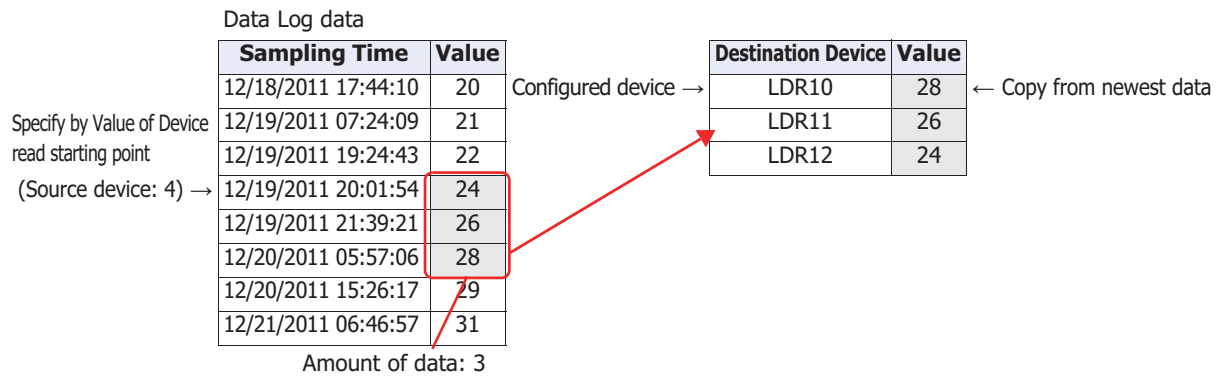 Data Log data
Sampling Time Value
12/18/2011 17:44:10 20
12/19/2011 07:24:09 21
12/19/2011 19:24:43 22
12/19/2011 20:01:54 24
12/19/2011 21:39:21 26
12/20/2011 05:57:06 28
12/20/2011 15:26:17 29
12/21/2011 06:46:57 31
Specify by Value of Device
read starting point
(Source device: 4) →
Amount of data: 3
Destination Device Value
Configured device → LDR10 28 ← Copy from newest data
LDR11 26
LDR12 24